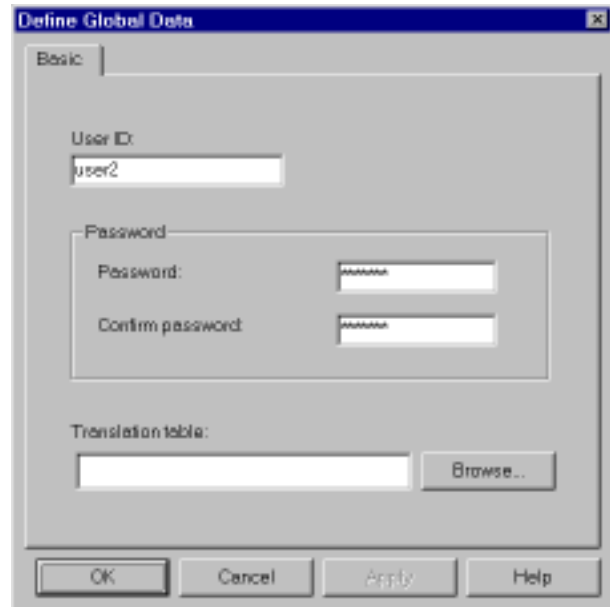 Define Global Data
Basic
User ID:
user2
Password
Password:
*******
Confirm password:
*******
Translation table:
Browse...
OK Cancel Apply Help